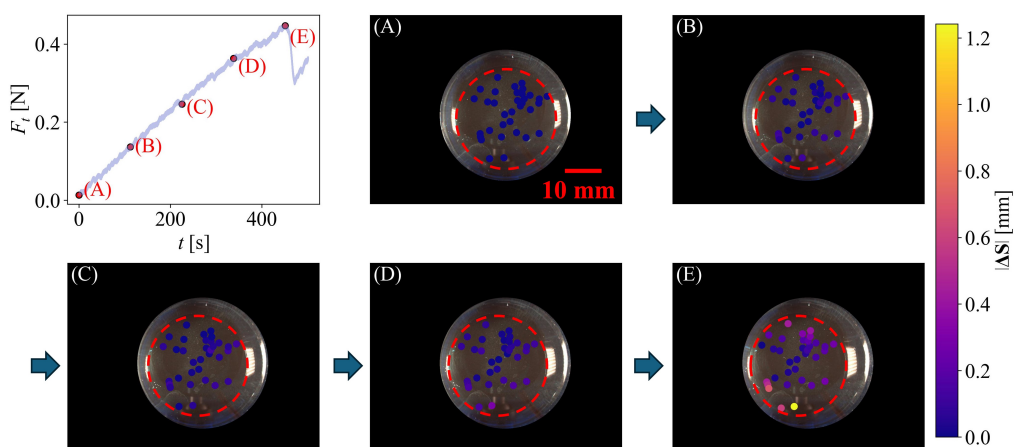 0.4
0.2
0.0
F_t [N]
(A)
(B)
(C)
(D)
(E)
0
200
400
t [s]
(A)
10 mm
(B)
(C)
(D)
(E)
1.2
1.0
0.8
0.6
0.4
0.2
0.0
|ΔS| [mm]